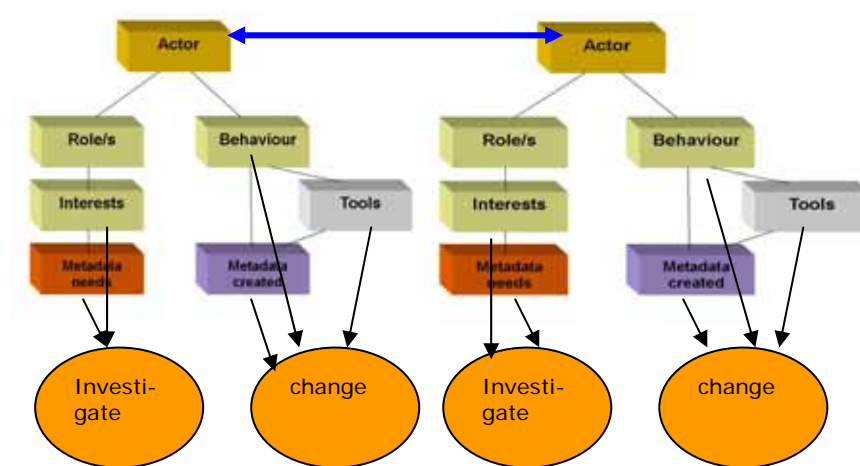 Actor
Actor
Role/s
Behaviour
Role/s
Behaviour
Interests
Tools
Interests
Tools
Metadata
needs
Metadata
created
Metadata
needs
Metadata
created
Investi-
gate
change
Investi-
gate
change